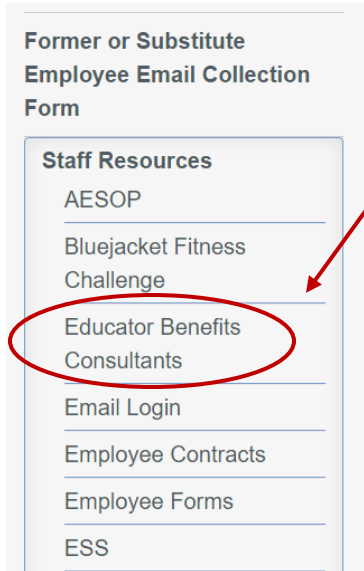 Former or Substitute
Employee Email Collection
Form
Staff Resources
AESOP
Bluejacket Fitness
Challenge
Educator Benefits
Consultants
Email Login
Employee Contracts
Employee Forms
ESS